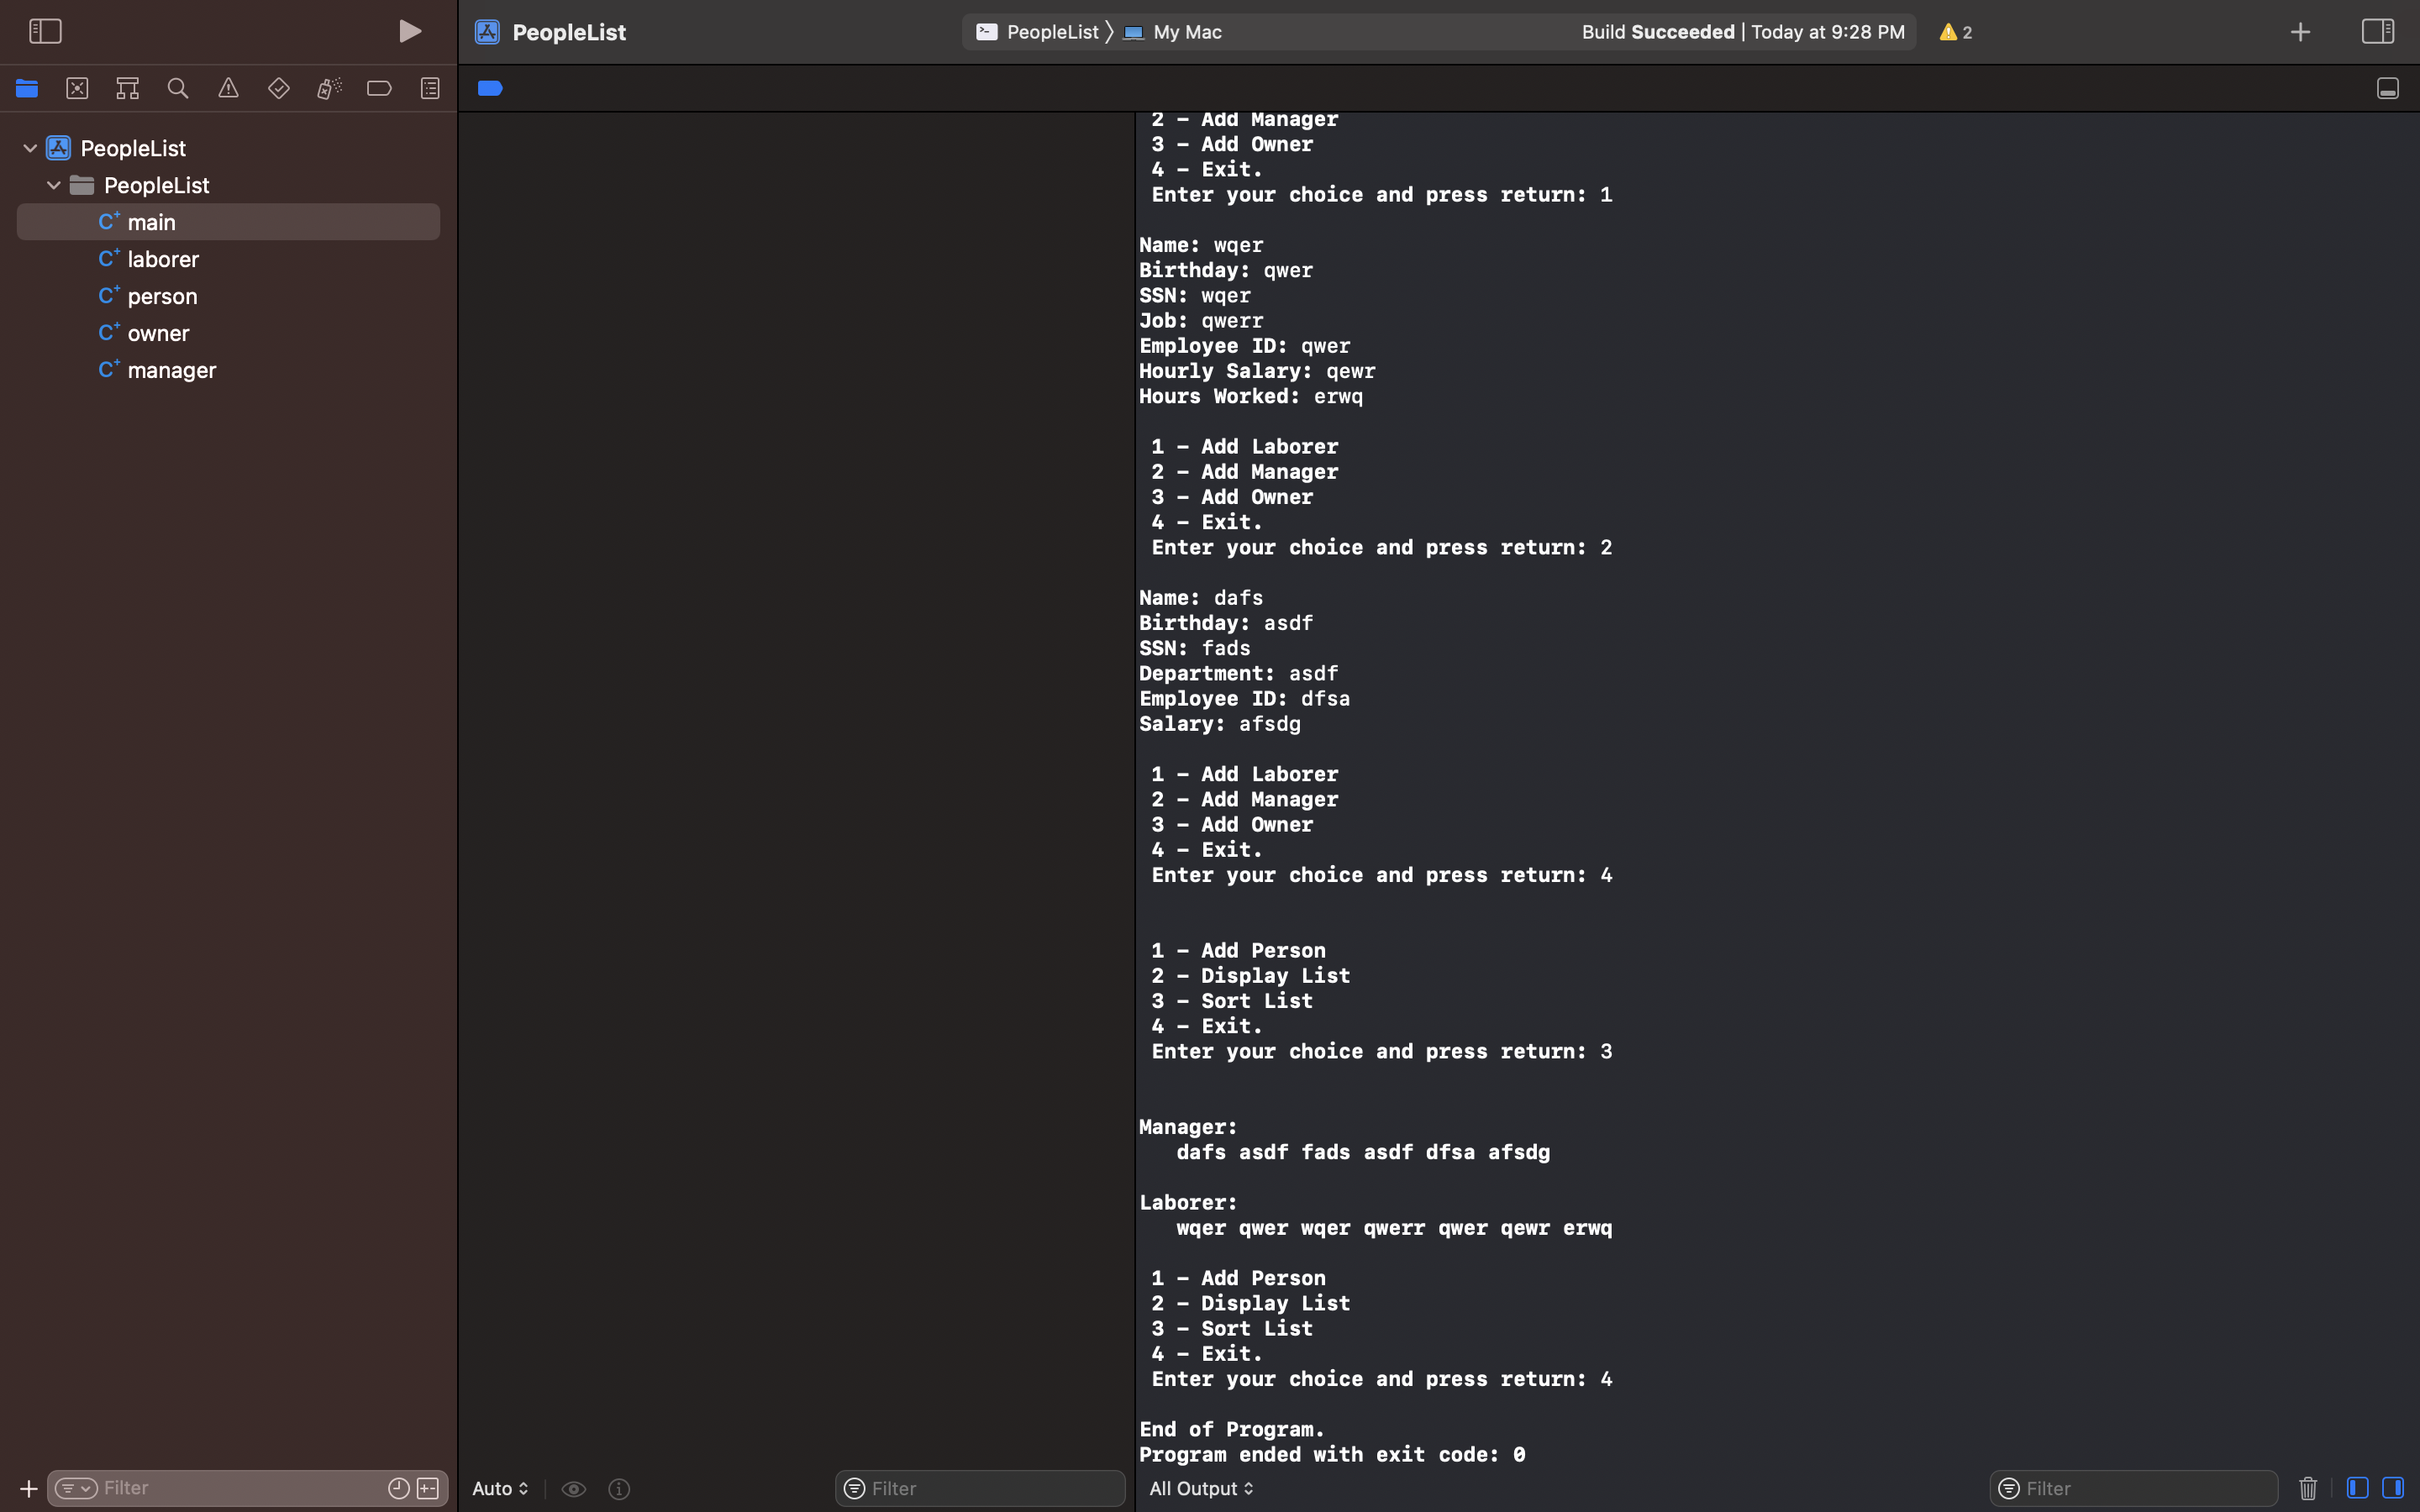 PeopleList
PeopleList My Mac
Build Succeeded | Today at 9:28 PM
2
PeopleList
PeopleList
main
laborer
person
owner
manager
2 – Add Manager
3 – Add Owner
4 – Exit.
Enter your choice and press return: 1
Name: wqer
Birthday: qwer
SSN: wqer
Job: qwerr
Employee ID: qwer
Hourly Salary: qewr
Hours Worked: erwq
1 – Add Laborer
2 – Add Manager
3 – Add Owner
4 – Exit.
Enter your choice and press return: 2
Name: dafs
Birthday: asdf
SSN: fads
Department: asdf
Employee ID: dfsa
Salary: afsdg
1 – Add Laborer
2 – Add Manager
3 – Add Owner
4 – Exit.
Enter your choice and press return: 4
1 – Add Person
2 – Display List
3 – Sort List
4 – Exit.
Enter your choice and press return: 3
Manager:
dafs asdf fads asdf dfsa afsdg
Laborer:
wqer qwer wqer qwerr qwer qewr erwq
1 – Add Person
2 – Display List
3 – Sort List
4 – Exit.
Enter your choice and press return: 4
End of Program.
Program ended with exit code: 0
Filter
Auto
Filter
All Output
Filter